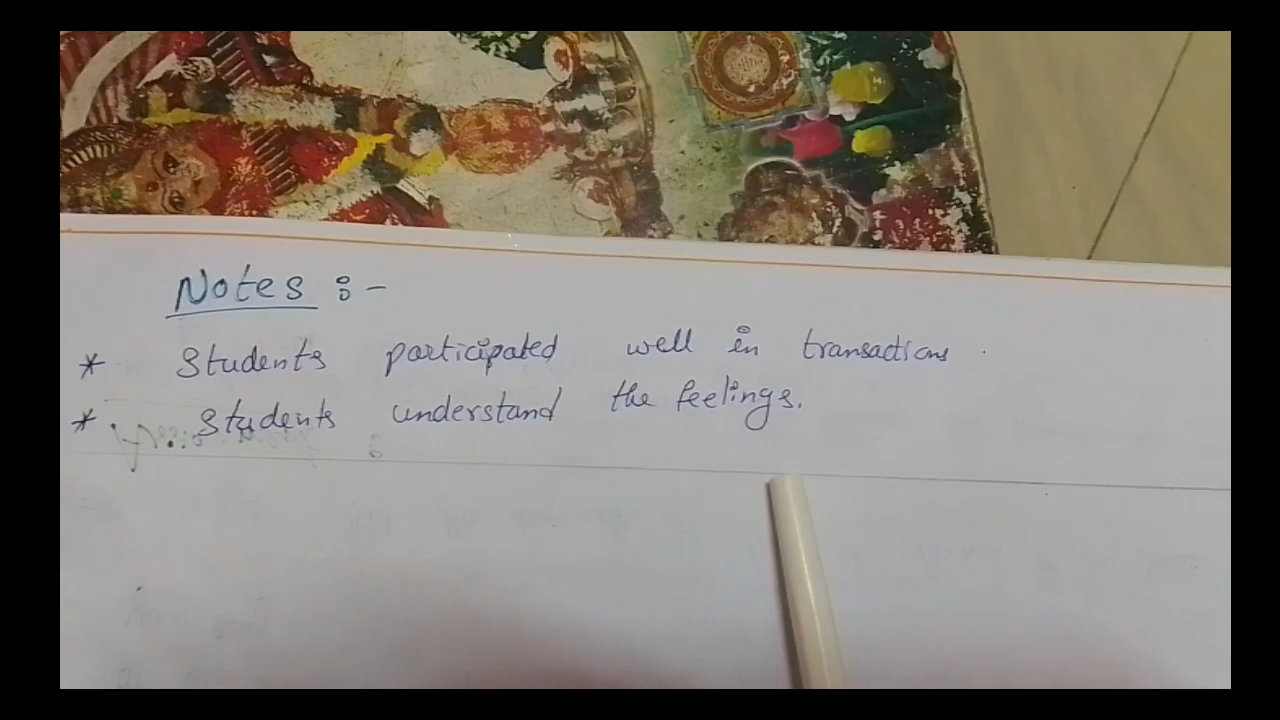 Notes :-
* Students participated well in transactions.
* Students understand the feelings.